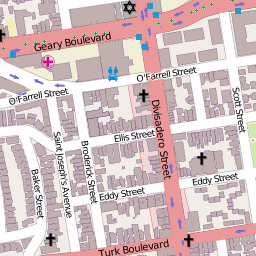 Geary Boulevard
O'Farrell Street
O'Farrell Street
Scott Street
Divisadero Street
Ellis Street
Saint Joseph's Avenue
Broderick Street
Baker Street
Eddy Street
Eddy Street
Turk Boulevard